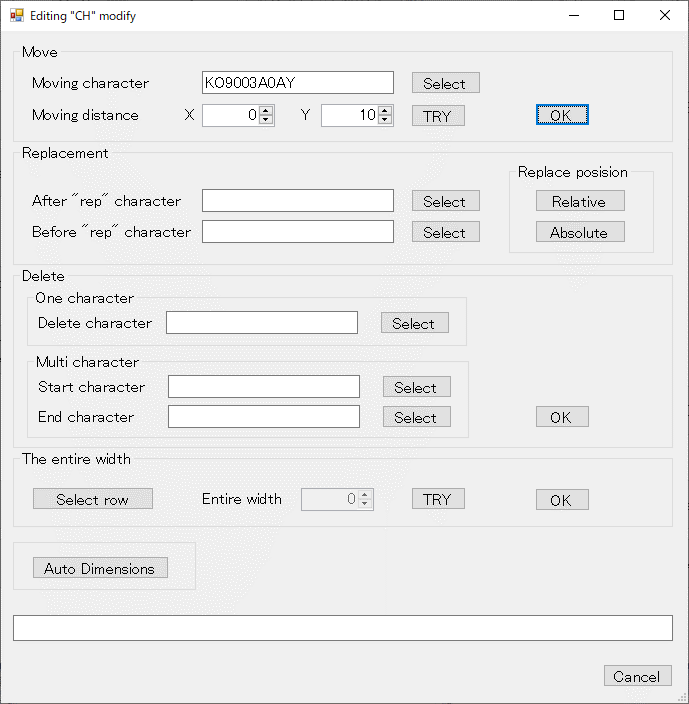 Editing "CH" modify
Move
Moving character KO9003A0AY Select
Moving distance X 0 Y 10 TRY OK
Replacement
Replace posision
After "rep" character Select Relative
Before "rep" character Select Absolute
Delete
One character
Delete character Select
Multi character
Start character Select
End character Select OK
The entire width
Select row Entire width 0 TRY OK
Auto Dimensions
Cancel